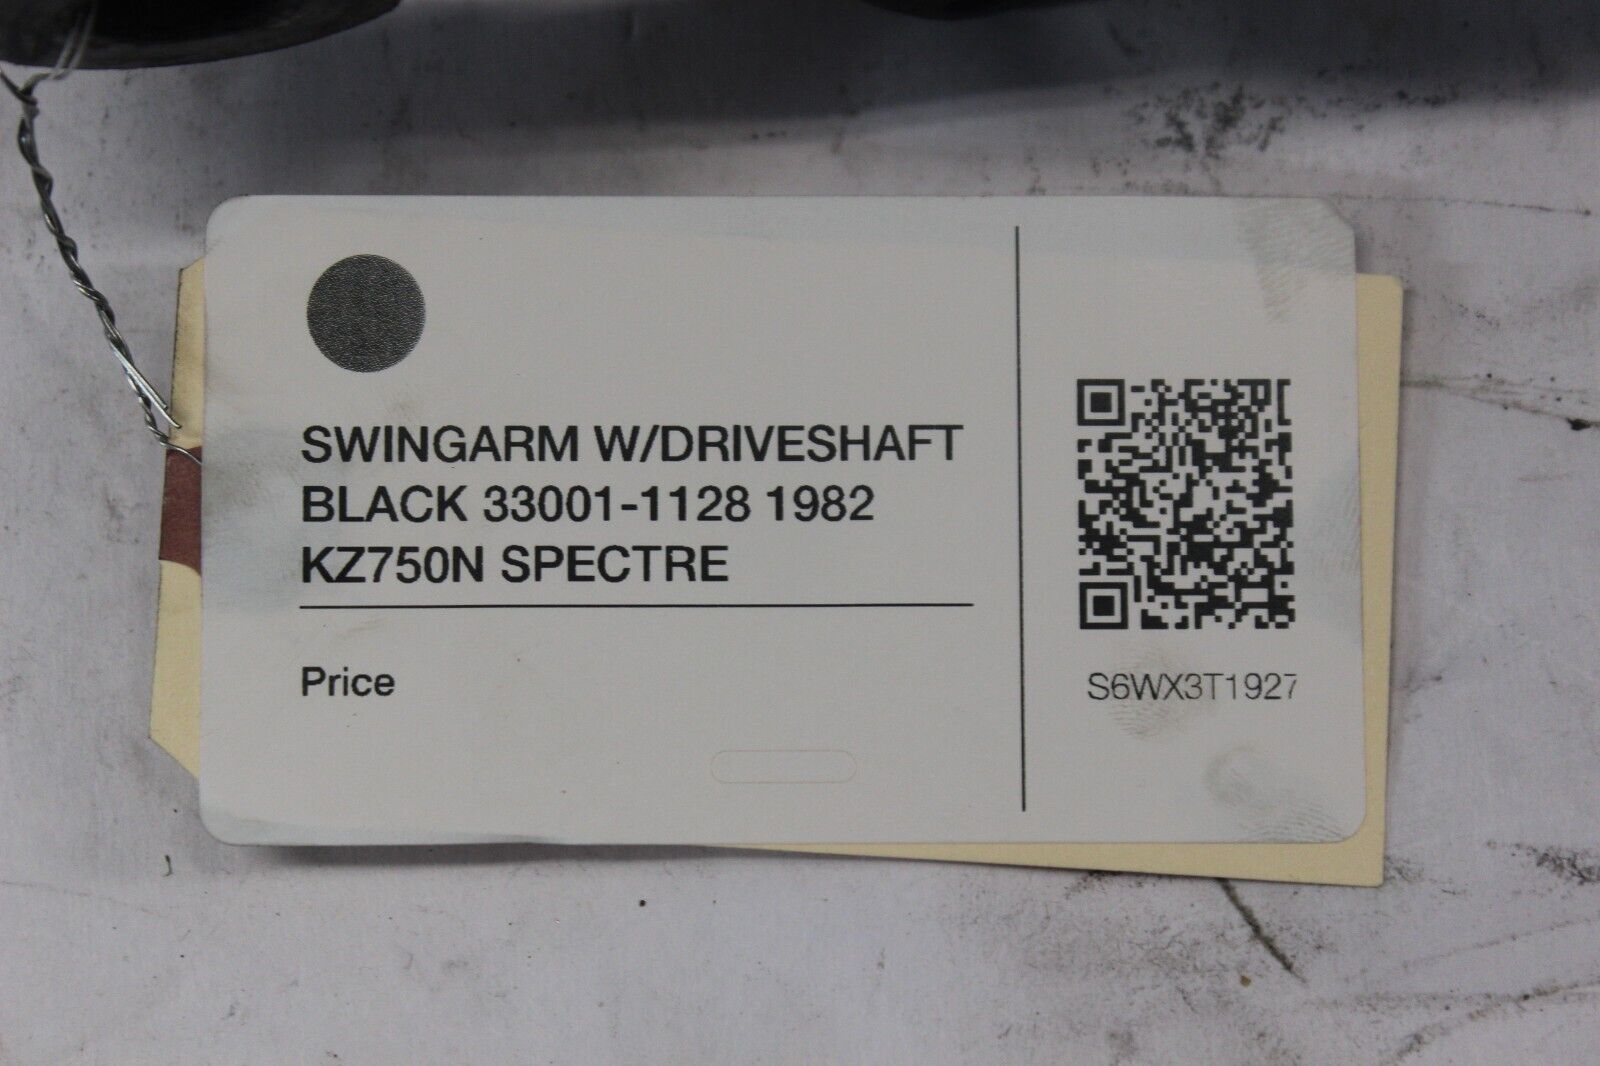 SWINGARM W/DRIVESHAFT
BLACK 33001-1128 1982
KZ750N SPECTRE
Price
S6WX3T1927